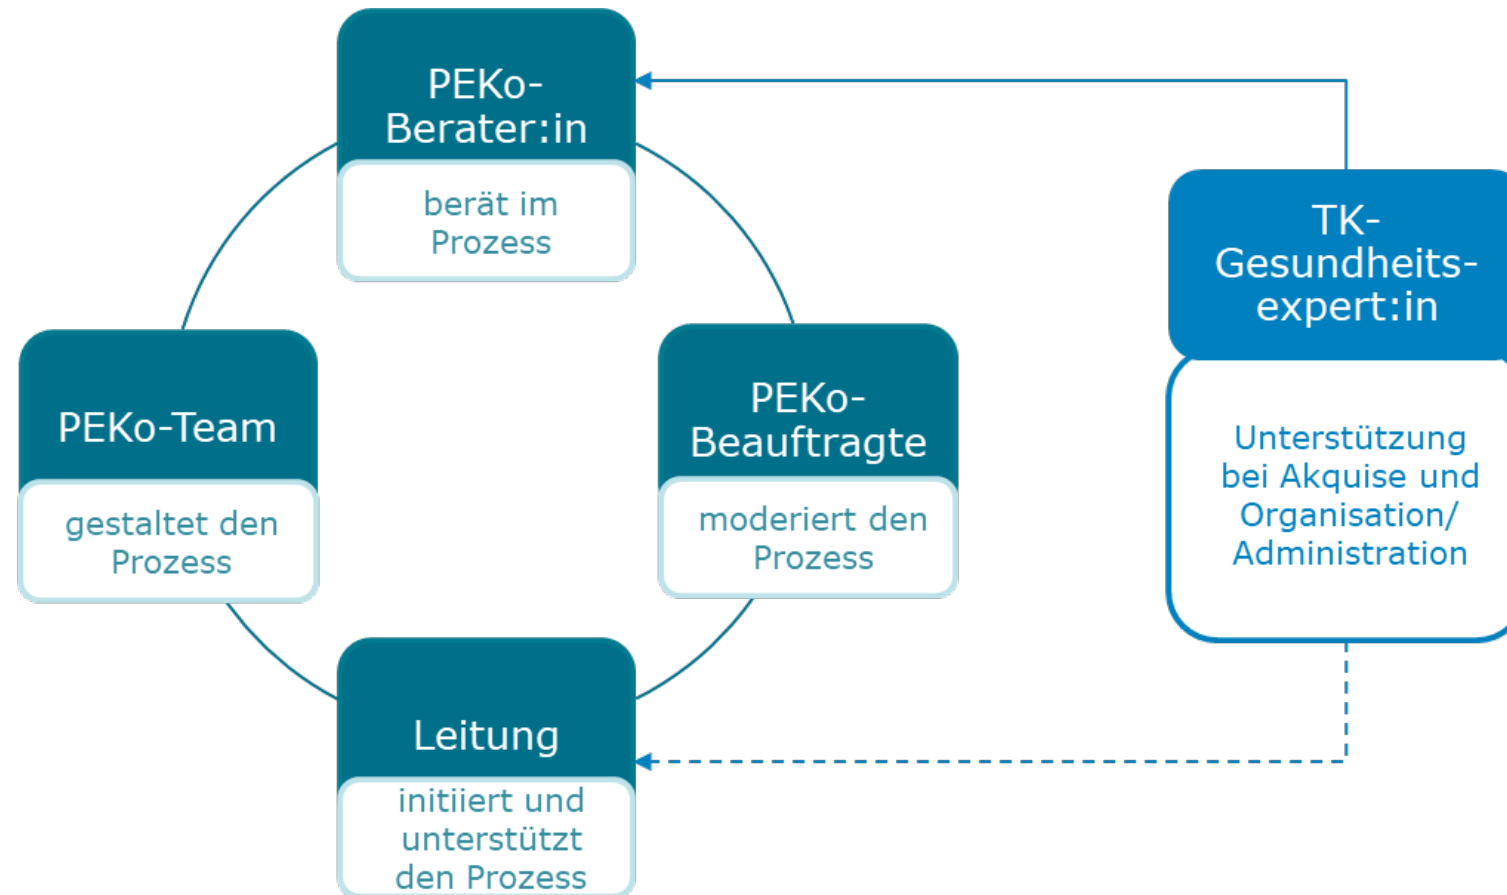 PEKo-
Berater:in
berät im
Prozess
TK-
Gesundheits-
expert:in
Unterstützung
bei Akquise und
Organisation/
Administration
PEKo-Team
gestaltet den
Prozess
PEKo-
Beauftragte
moderiert den
Prozess
Leitung
initiiert und
unterstützt
den Prozess